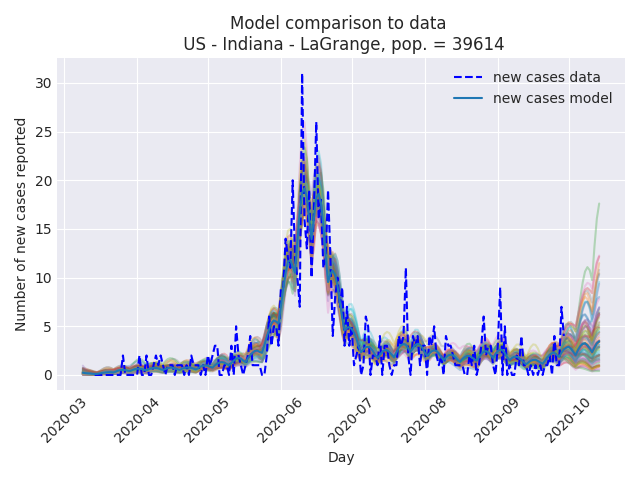 Model comparison to data
US - Indiana - LaGrange, pop. = 39614
new cases data
new cases model
Number of new cases reported
30
25
20
15
10
5
0
2020-03
2020-04
2020-05
2020-06
2020-07
2020-08
2020-09
2020-10
Day